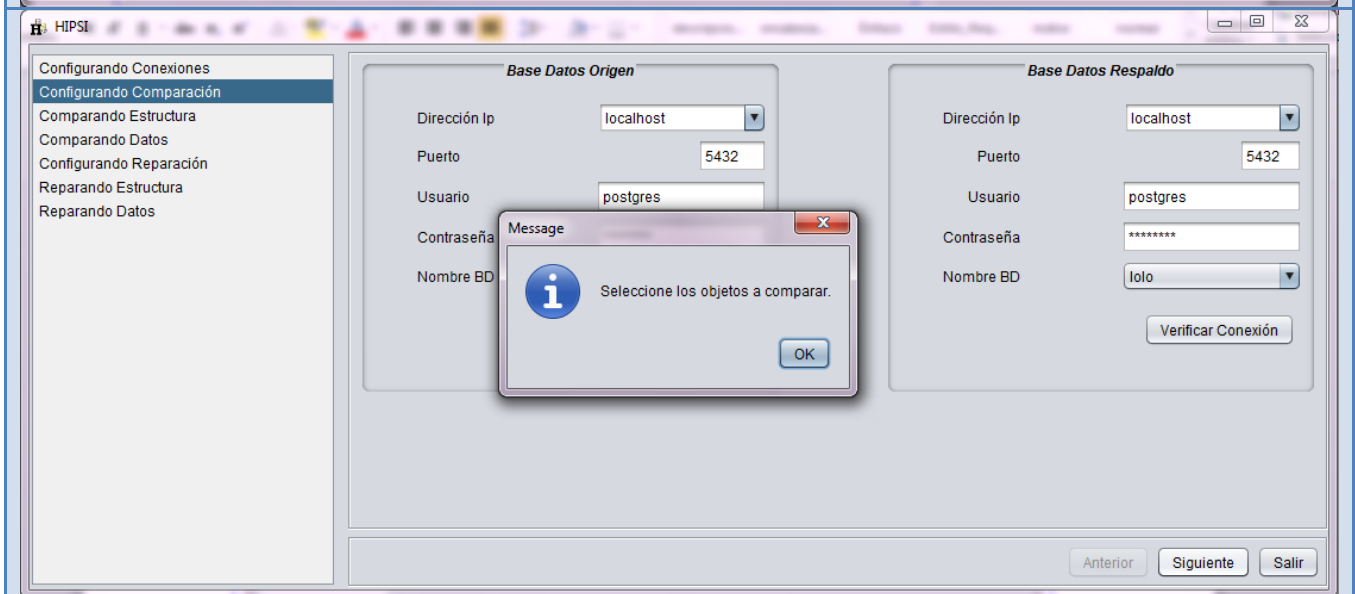 HIPSI
Configurando Conexiones
Configurando Comparación
Comparando Estructura
Comparando Datos
Configurando Reparación
Reparando Estructura
Reparando Datos
Base Datos Origen
Dirección Ip
localhost
Puerto
5432
Usuario
postgres
Contraseña
Nombre BD
Base Datos Respaldo
Dirección Ip
localhost
Puerto
5432
Usuario
postgres
Contraseña
********
Nombre BD
lolo
Verificar Conexión
Message
Seleccione los objetos a comparar.
OK
Anterior
Siguiente
Salir